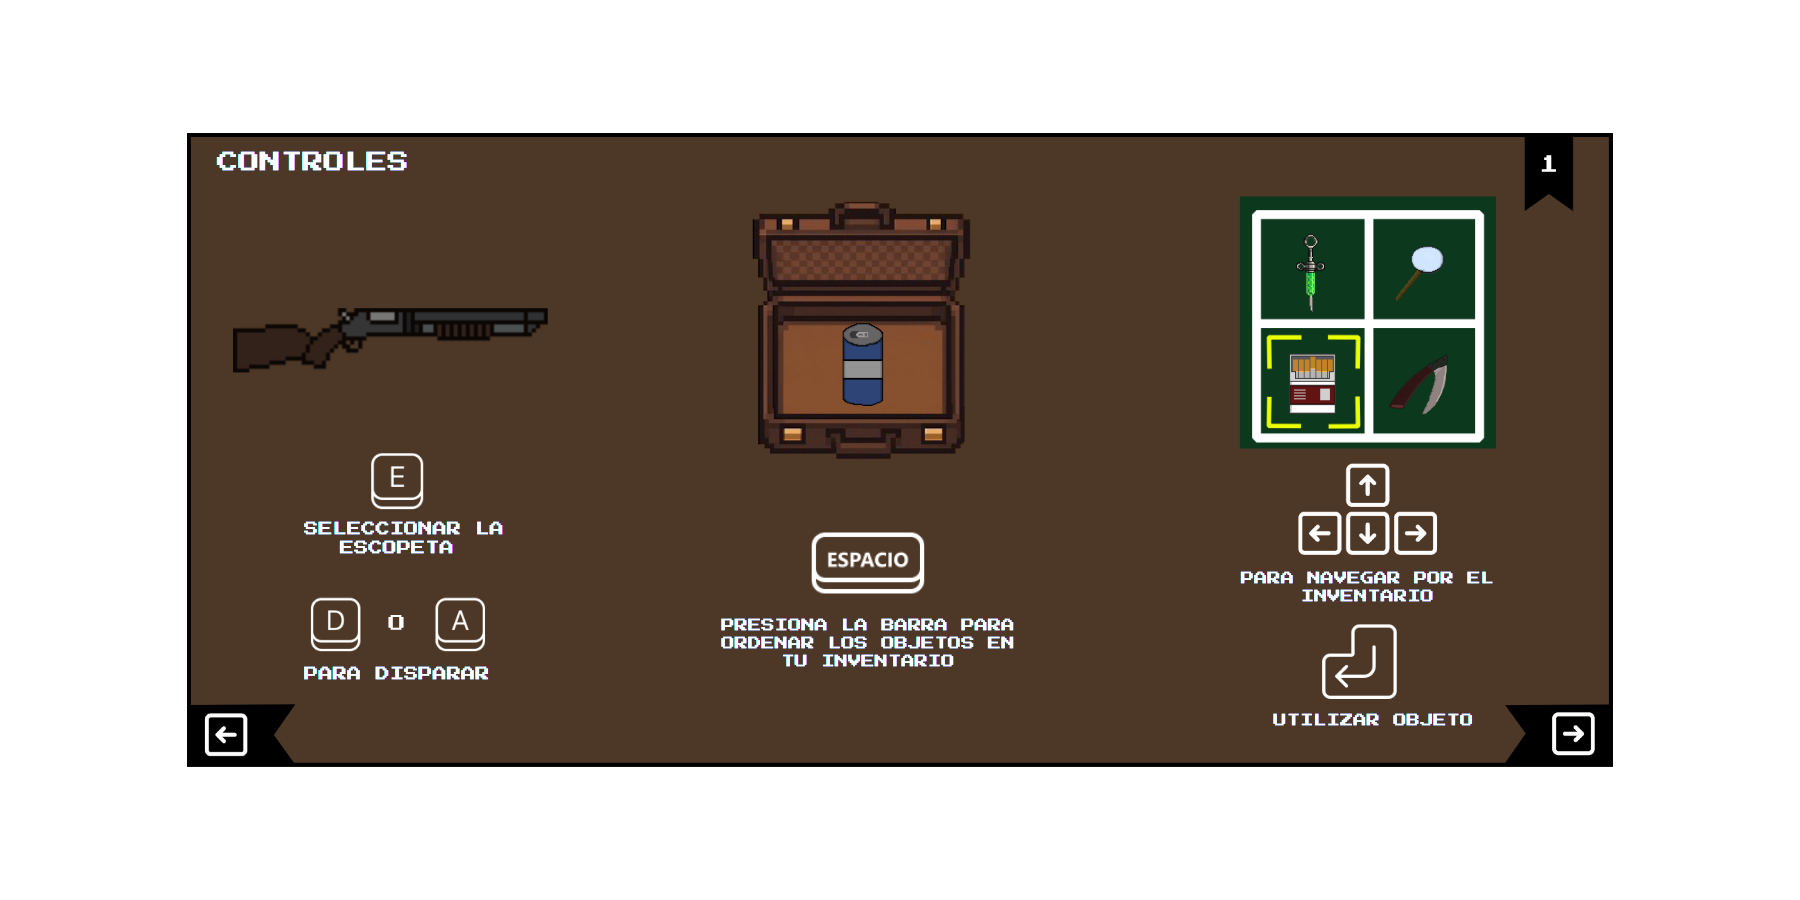 CONTROLES
1
E
SELECCIONAR LA
ESCOPETA
D O A
PARA DISPARAR
ESPACIO
PRESIONA LA BARRA PARA
ORDENAR LOS OBJETOS EN
TU INVENTARIO
PARA NAVEGAR POR EL
INVENTARIO
UTILIZAR OBJETO